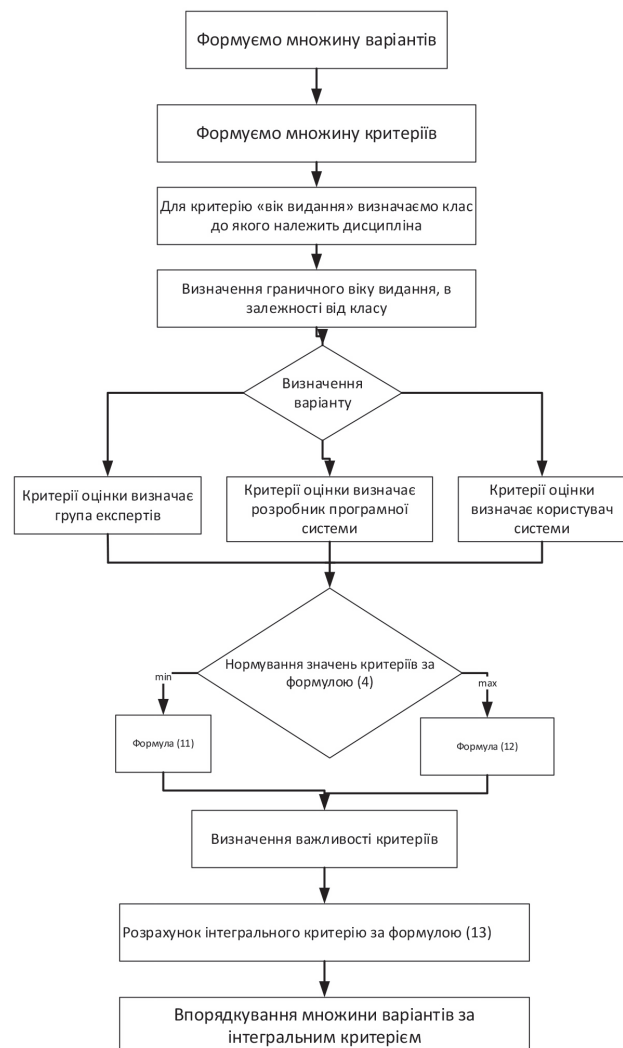 Формуємо множину варіантів
Формуємо множину критеріїв
Для критерію «вік видання» визначаємо клас
до якого належить дисципліна
Визначення граничного віку видання, в
залежності від класу
Визначення
варіанту
Критерії оцінки визначає
група експертів
Критерії оцінки визначає
розробник програмної
системи
Критерії оцінки
визначає користувач
системи
Нормування значень критеріїв за
формулою (4)
min
max
Формула (11)
Формула (12)
Визначення важливості критеріїв
Розрахунок інтегрального критерію за формулою (13)
Впорядкування множини варіантів за
інтегральним критерієм